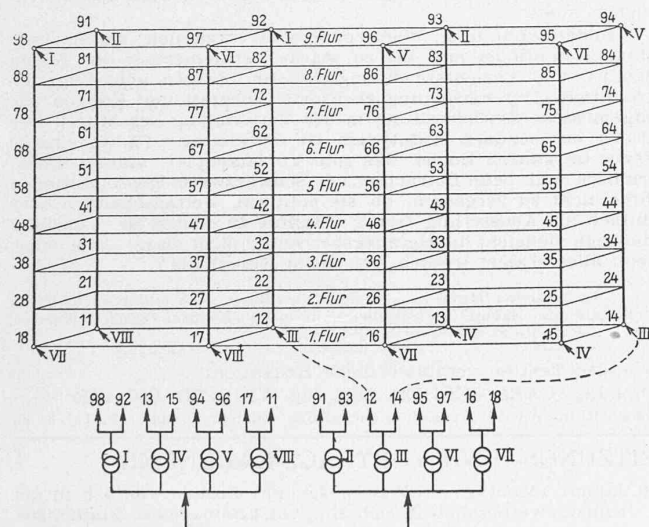 91 92 93 94
98 II 97 I 96 II 95 V
I VI 9. Flur V VI
81 82 83 84
88 87 8. Flur 86 85
71 72 73 74
78 77 7. Flur 76 75
61 62 63 64
68 67 6. Flur 66 65
51 52 53 54
58 57 5. Flur 56 55
41 42 43 44
48 47 4. Flur 46 45
31 32 33 34
38 37 3. Flur 36 35
21 22 23 24
28 27 2. Flur 26 25
11 12 13 14
18 VIII 17 III 1. Flur 16 IV 15 III
VII VIII VII IV
98 92 13 15 94 96 17 11 91 93 12 14 95 97 16 18
I IV V VIII II III VI VII